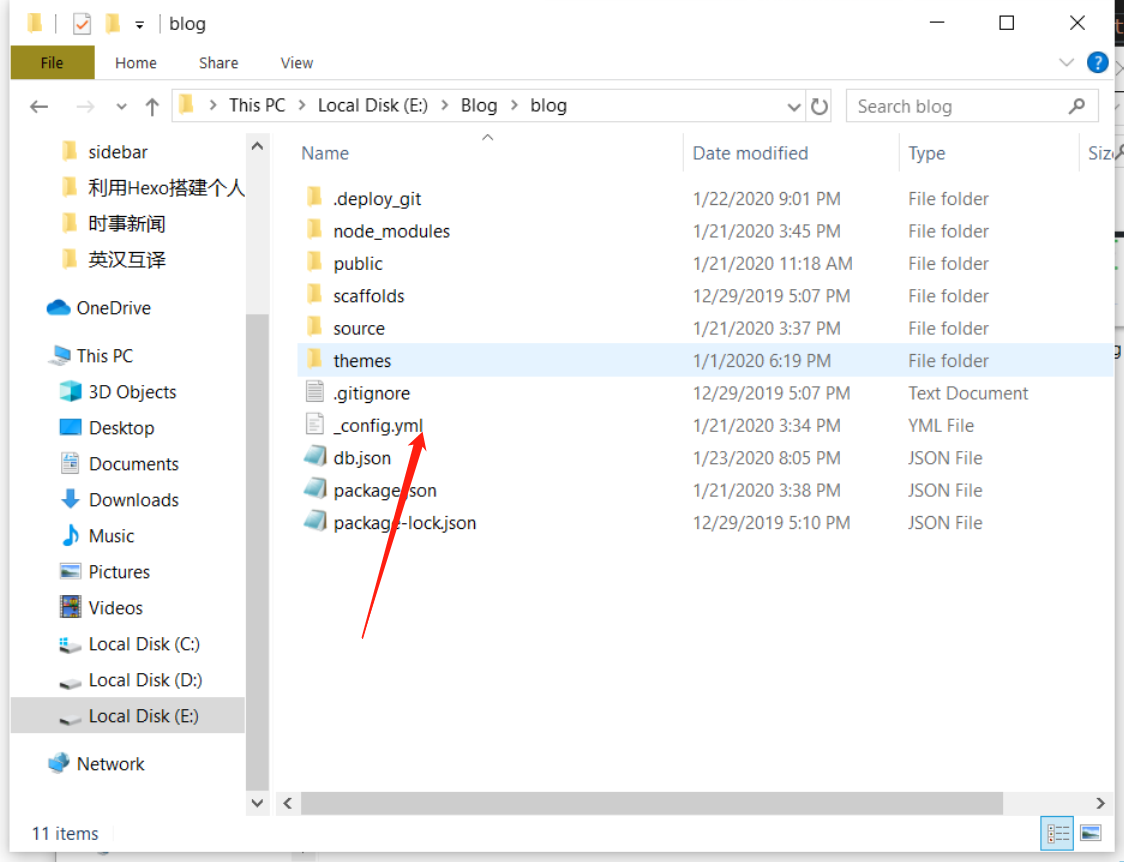 blog
File Home Share View
This PC Local Disk (E:) Blog blog
Search blog
sidebar
利用Hexo搭建个人
时事新闻
英汉互译
OneDrive
This PC
3D Objects
Desktop
Documents
Downloads
Music
Pictures
Videos
Local Disk (C:)
Local Disk (D:)
Local Disk (E:)
Network
Name Date modified Type Siz
.deploy_git 1/22/2020 9:01 PM File folder
node_modules 1/21/2020 3:45 PM File folder
public 1/21/2020 11:18 AM File folder
scaffolds 12/29/2019 5:07 PM File folder
source 1/21/2020 3:37 PM File folder
themes 1/1/2020 6:19 PM File folder
.gitignore 12/29/2019 5:07 PM Text Document
_config.yml 1/21/2020 3:34 PM YML File
db.json 1/23/2020 8:05 PM JSON File
package.json 1/21/2020 3:38 PM JSON File
package-lock.json 12/29/2019 5:10 PM JSON File
11 items